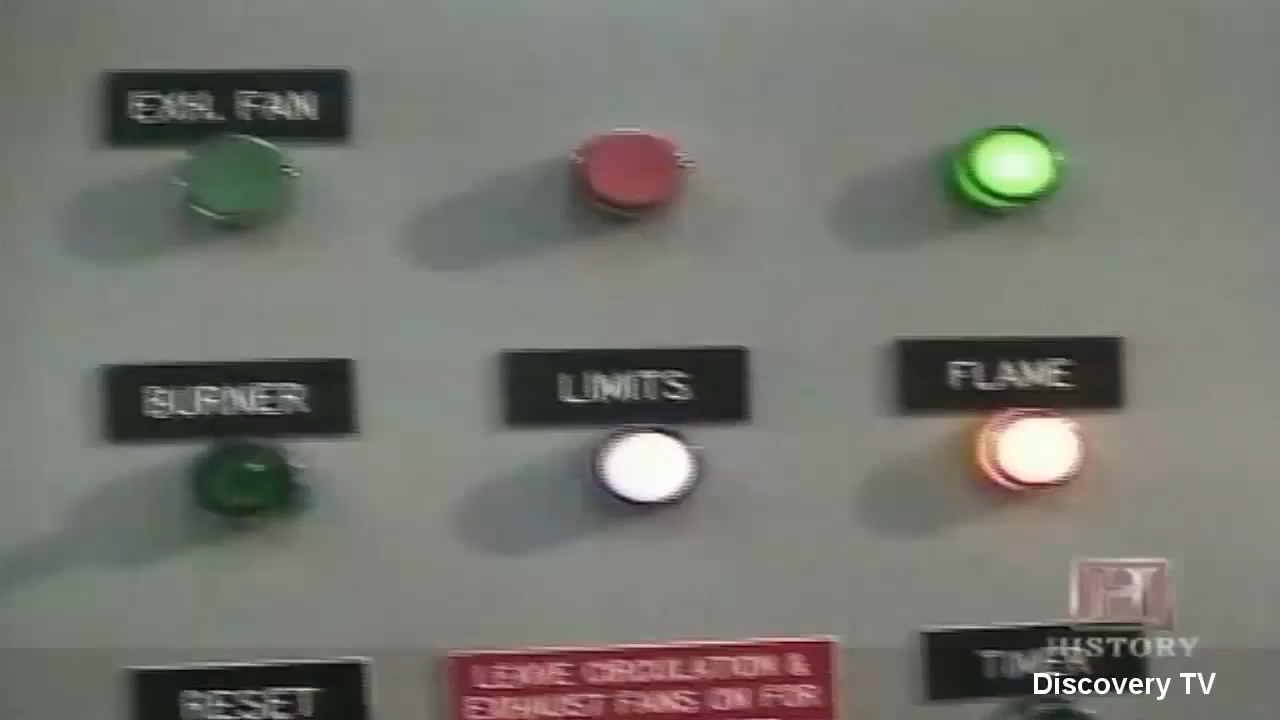 EXH. FAN
BURNER
LIMITS
FLAME
RESET
LEAVE CIRCULATION &
EXHAUST FANS ON FOR
TIMER
H
HISTORY
Discovery TV